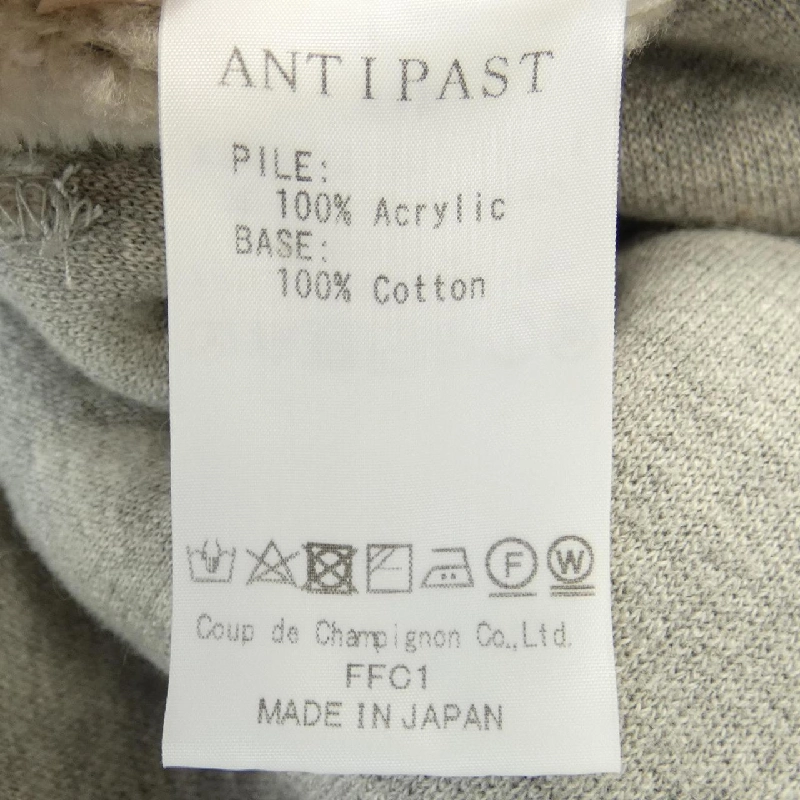 ANTIPAST
PILE:
100% Acrylic
BASE:
100% Cotton
F W
Coup de Champignon Co.,Ltd.
FFC1
MADE IN JAPAN